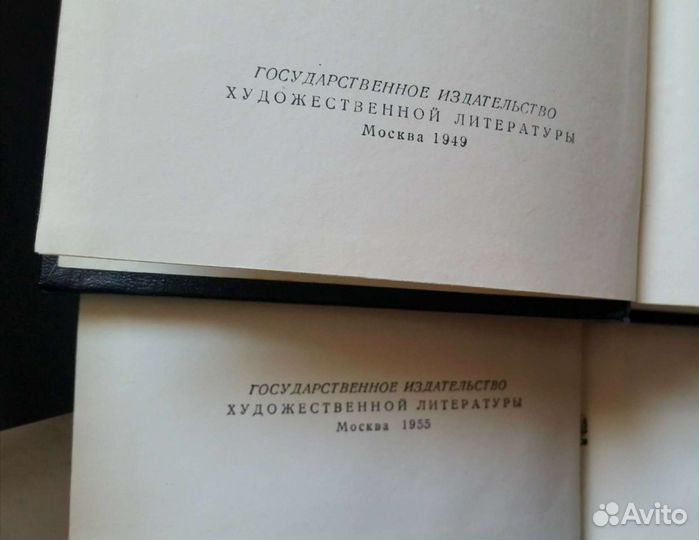 ГОСУДАРСТВЕННОЕ ИЗДАТЕЛЬСТВО
ХУДОЖЕСТВЕННОЙ ЛИТЕРАТУРЫ
Москва 1949
ГОСУДАРСТВЕННОЕ ИЗДАТЕЛЬСТВО
ХУДОЖЕСТВЕННОЙ ЛИТЕРАТУРЫ
Москва 1955
Avito